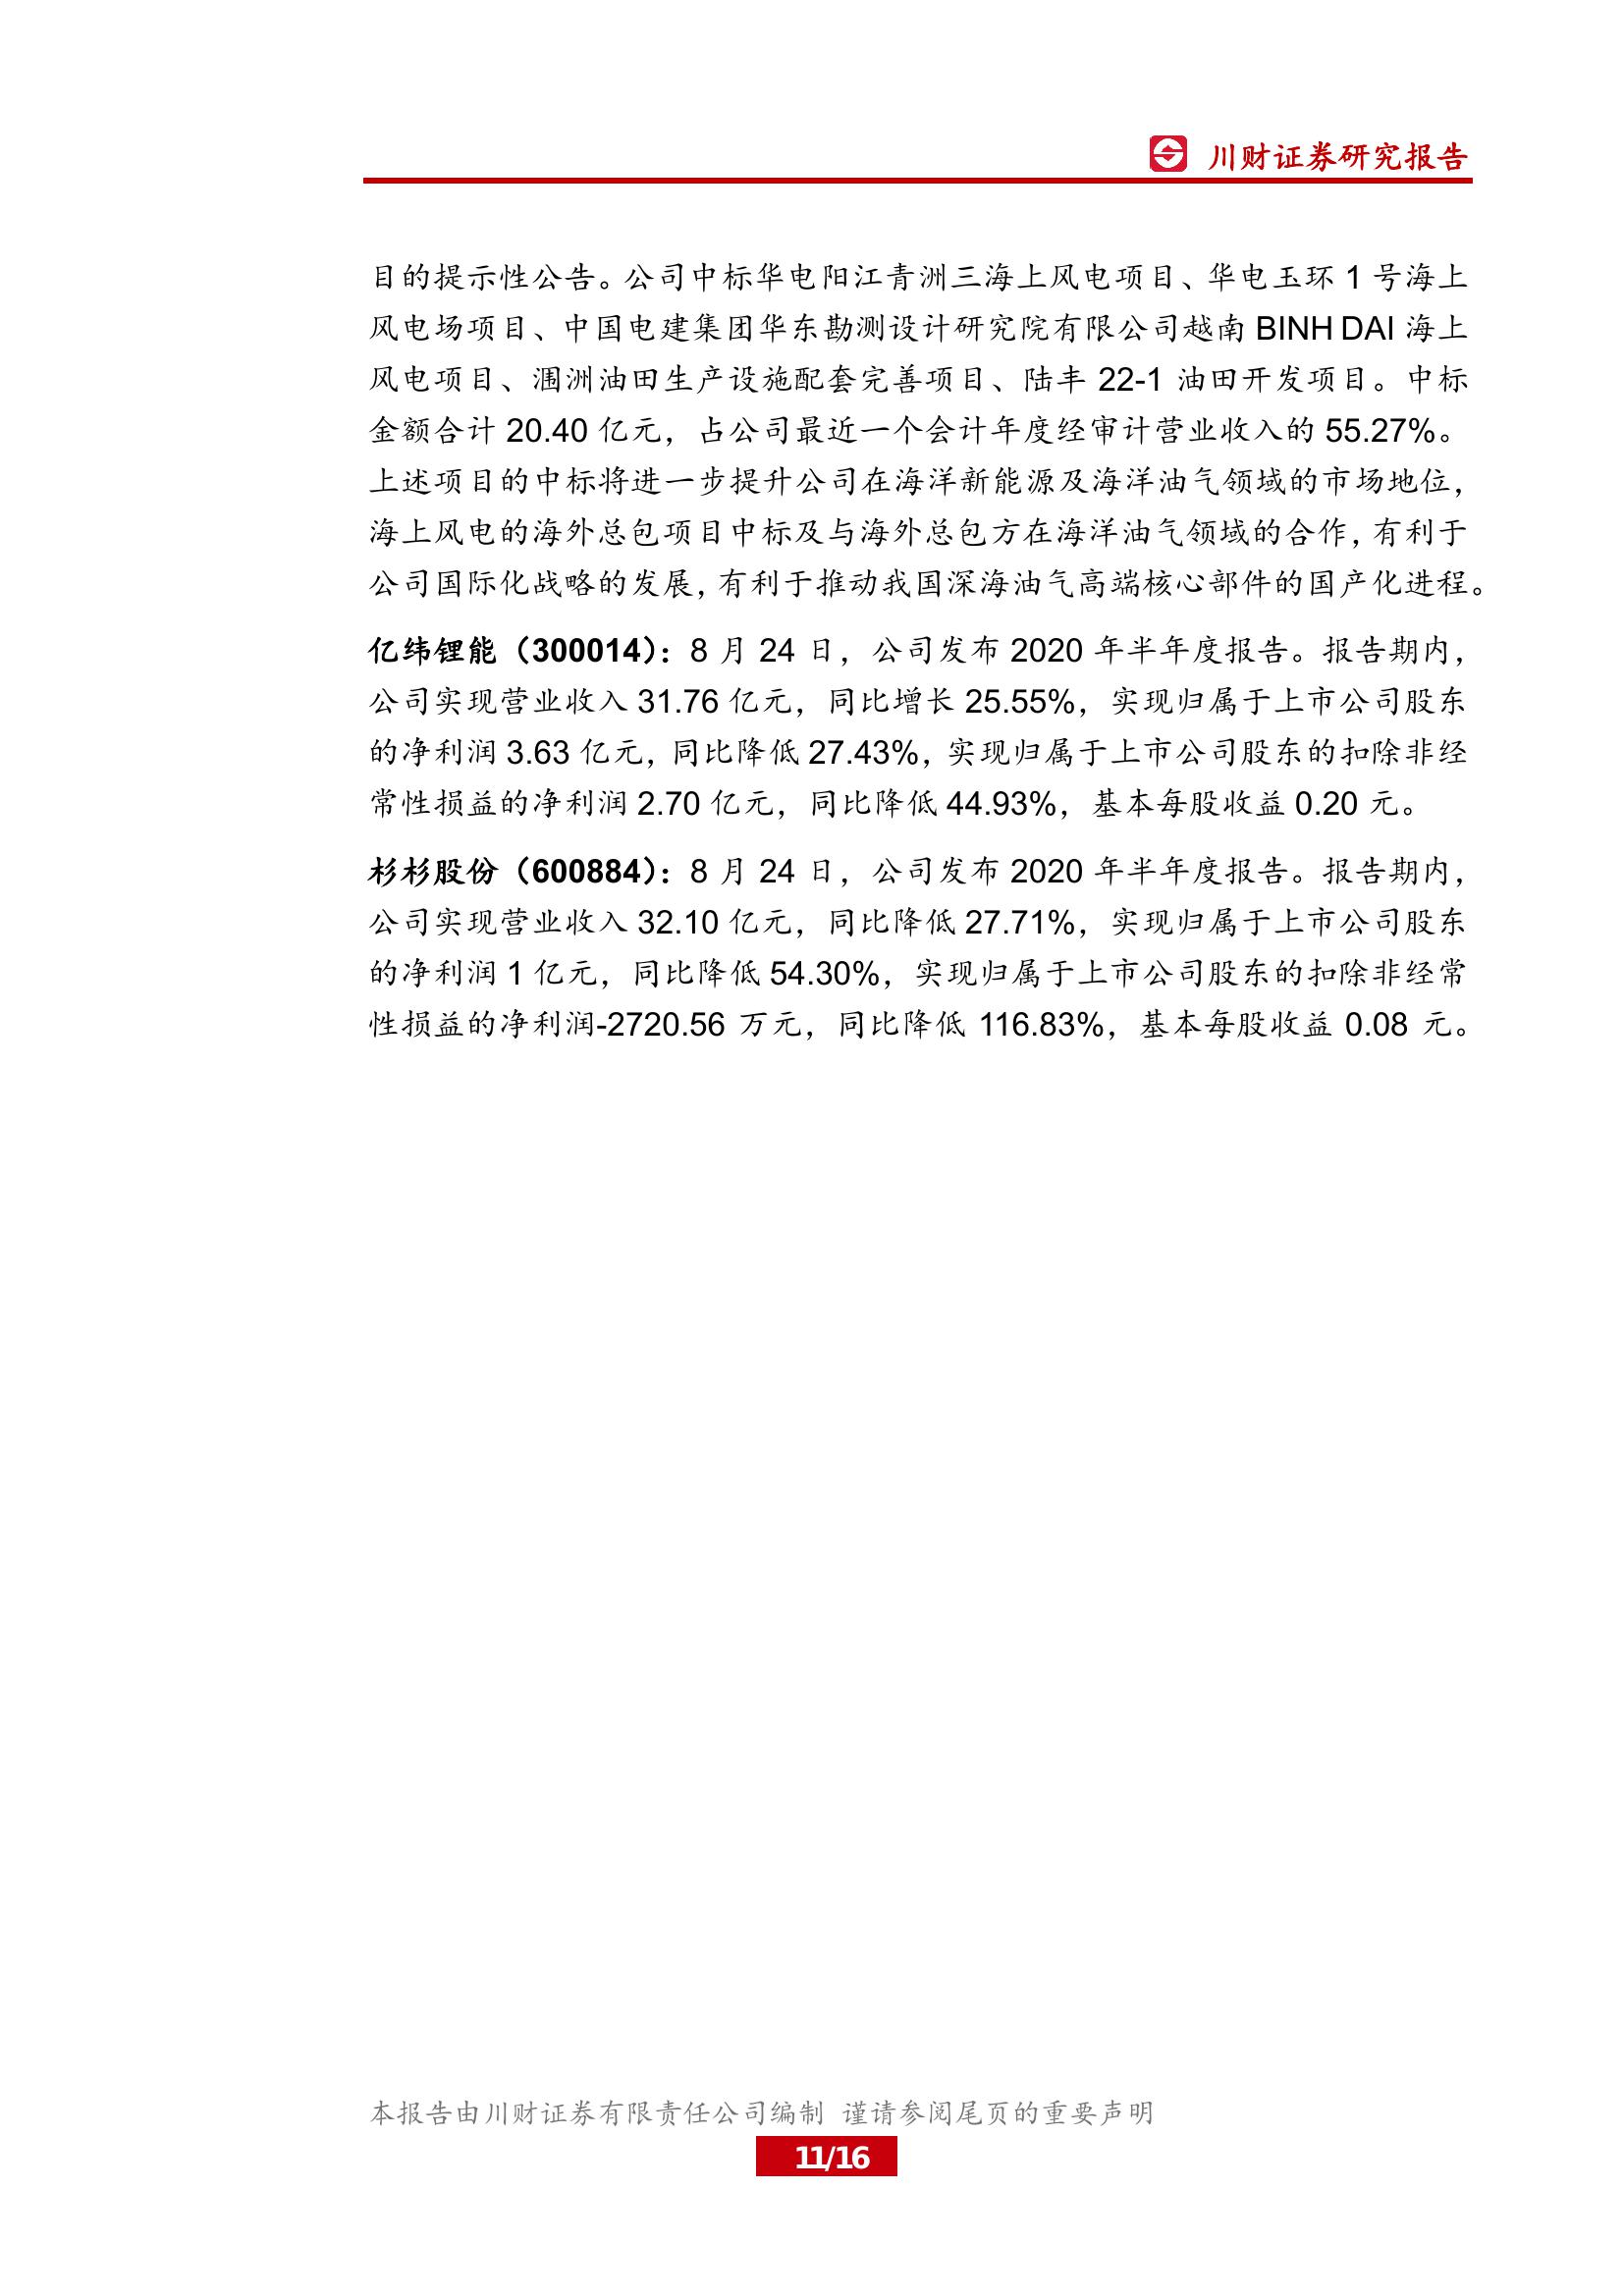 川财证券研究报告
目的提示性公告。公司中标华电阳江青洲三海上风电项目、华电玉环 1 号海上
风电场项目、中国电建集团华东勘测设计研究院有限公司越南 BINH DAI 海上
风电项目、涠洲油田生产设施配套完善项目、陆丰 22-1 油田开发项目。中标
金额合计 20.40 亿元，占公司最近一个会计年度经审计营业收入的 55.27%。
上述项目的中标将进一步提升公司在海洋新能源及海洋油气领域的市场地位，
海上风电的海外总包项目中标及与海外总包方在海洋油气领域的合作，有利于
公司国际化战略的发展，有利于推动我国深海油气高端核心部件的国产化进程。
亿纬锂能（300014）：8 月 24 日，公司发布 2020 年半年度报告。报告期内，
公司实现营业收入 31.76 亿元，同比增长 25.55%，实现归属于上市公司股东
的净利润 3.63 亿元，同比降低 27.43%，实现归属于上市公司股东的扣除非经
常性损益的净利润 2.70 亿元，同比降低 44.93%，基本每股收益 0.20 元。
杉杉股份（600884）：8 月 24 日，公司发布 2020 年半年度报告。报告期内，
公司实现营业收入 32.10 亿元，同比降低 27.71%，实现归属于上市公司股东
的净利润 1 亿元，同比降低 54.30%，实现归属于上市公司股东的扣除非经常
性损益的净利润-2720.56 万元，同比降低 116.83%，基本每股收益 0.08 元。
本报告由川财证券有限责任公司编制 谨请参阅尾页的重要声明
11/16